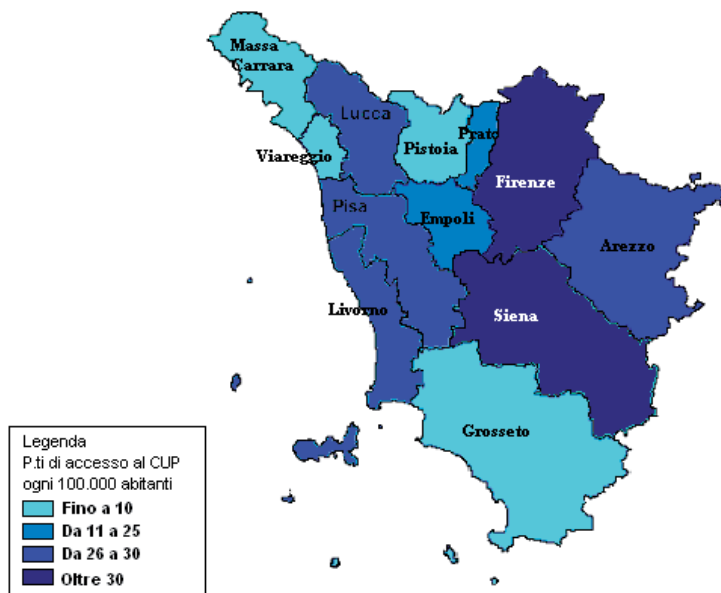 Massa
Carrara
Lucca
Viareggio
Pistoia
Prato
Firenze
Pisa
Empoli
Arezzo
Livorno
Siena
Grosseto
Legenda
P.ti di accesso al CUP
ogni 100.000 abitanti
Fino a 10
Da 11 a 25
Da 26 a 30
Oltre 30